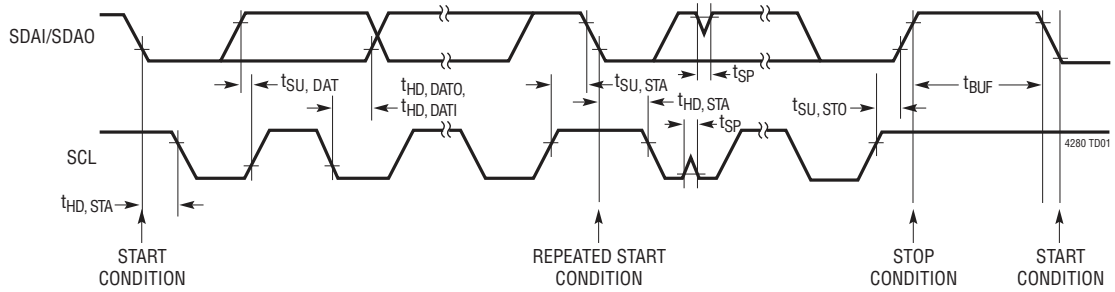 SDAI/SDAO
tSU, DAT
tHD, DATO,
tHD, DATI
tSU, STA
tHD, STA
tSP
tSP
tSU, STO
tBUF
4280 TD01
SCL
tHD, STA
START
CONDITION
REPEATED START
CONDITION
STOP
CONDITION
START
CONDITION